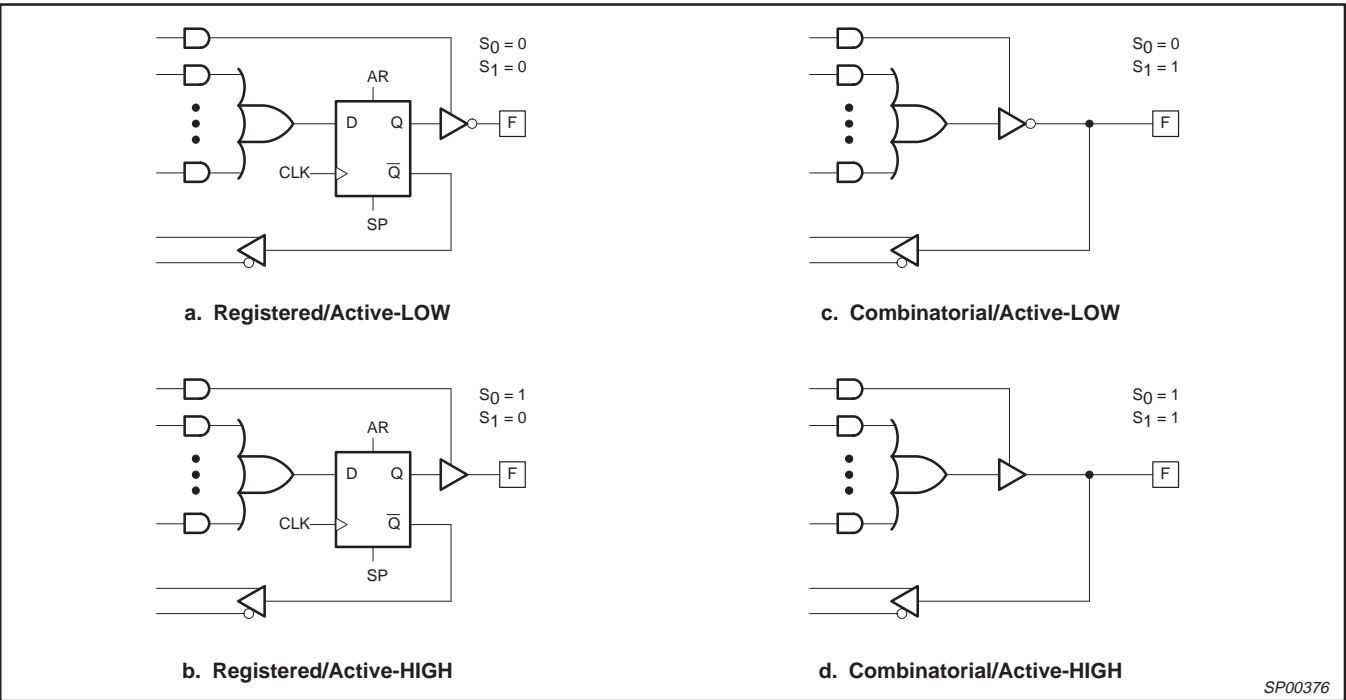 S0 = 0
S1 = 0
AR
D Q
F
CLK Q̅
SP
a. Registered/Active-LOW
S0 = 0
S1 = 1
F
c. Combinatorial/Active-LOW
S0 = 1
S1 = 0
AR
D Q
F
CLK Q̅
SP
b. Registered/Active-HIGH
S0 = 1
S1 = 1
F
d. Combinatorial/Active-HIGH
SP00376